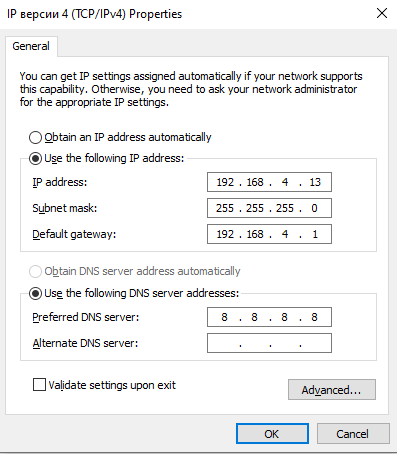 IP версии 4 (TCP/IPv4) Properties
General
You can get IP settings assigned automatically if your network supports
this capability. Otherwise, you need to ask your network administrator
for the appropriate IP settings.
Obtain an IP address automatically
Use the following IP address:
IP address: 192 . 168 . 4 . 13
Subnet mask: 255 . 255 . 255 . 0
Default gateway: 192 . 168 . 4 . 1
Obtain DNS server address automatically
Use the following DNS server addresses:
Preferred DNS server: 8 . 8 . 8 . 8
Alternate DNS server: . . .
Validate settings upon exit
Advanced...
OK Cancel